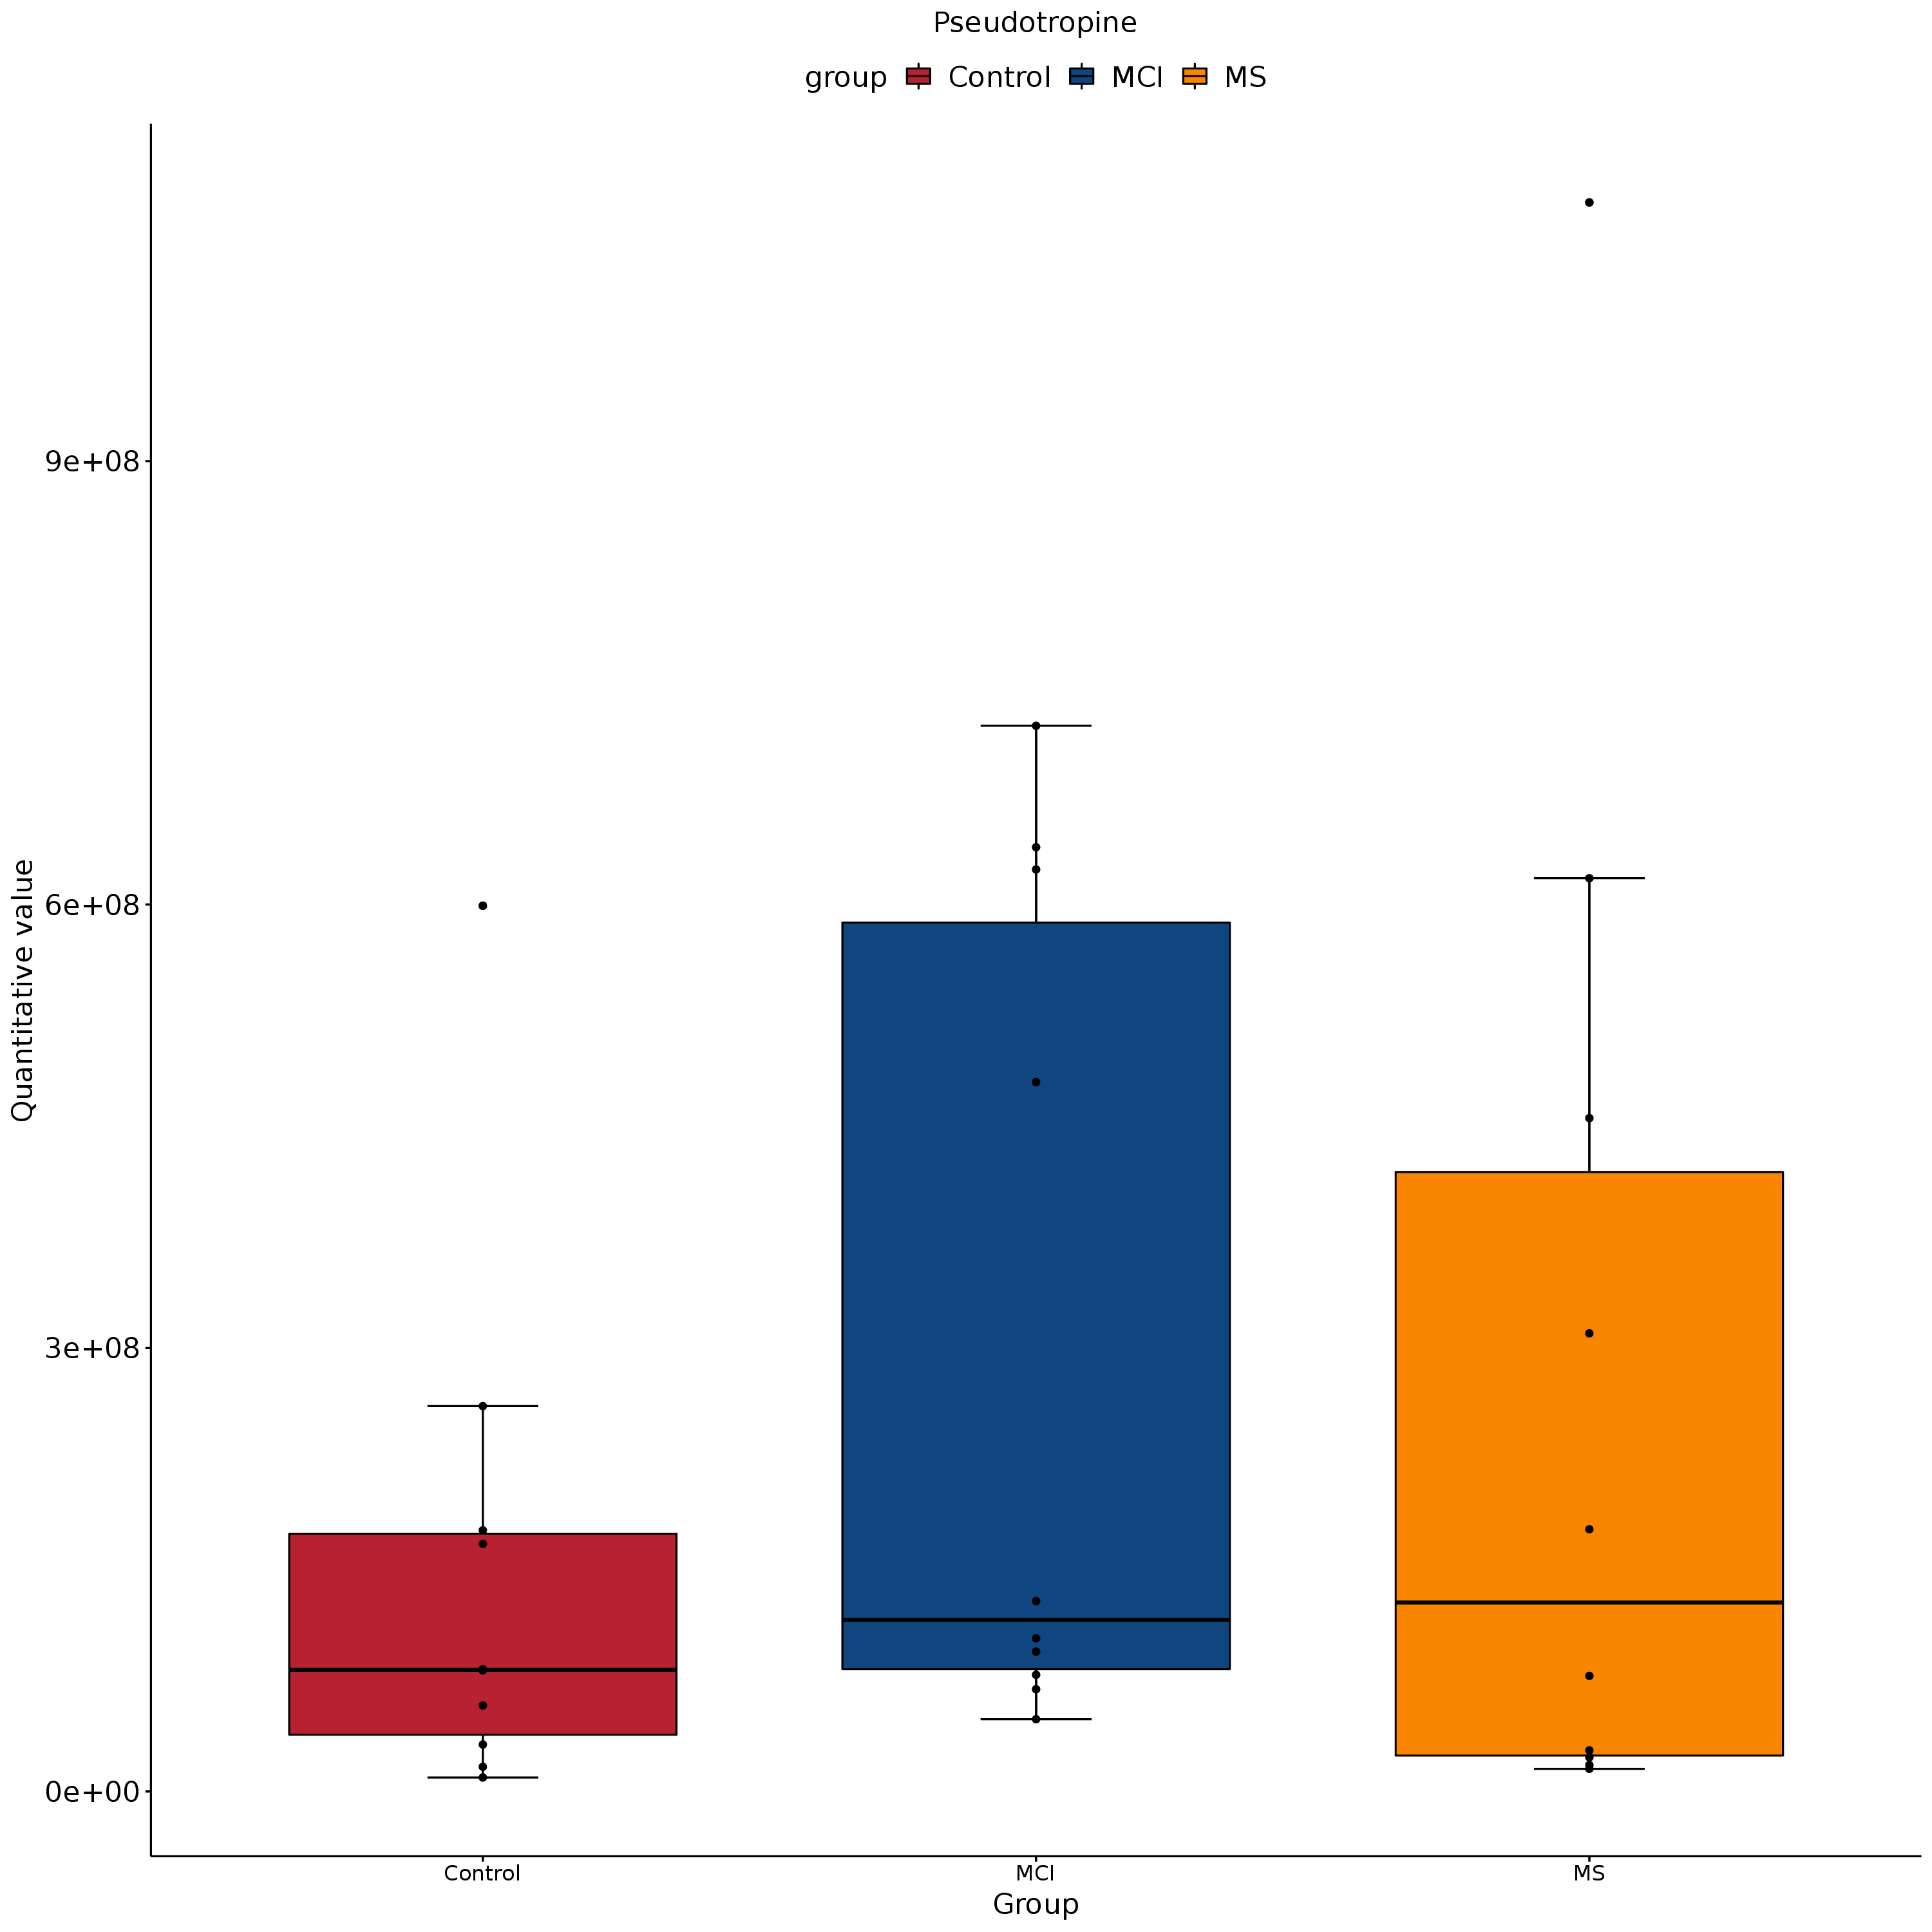 Pseudotropine
group Control MCI MS
Quantitative value
9e+08
6e+08
3e+08
0e+00
Control MCI MS
Group